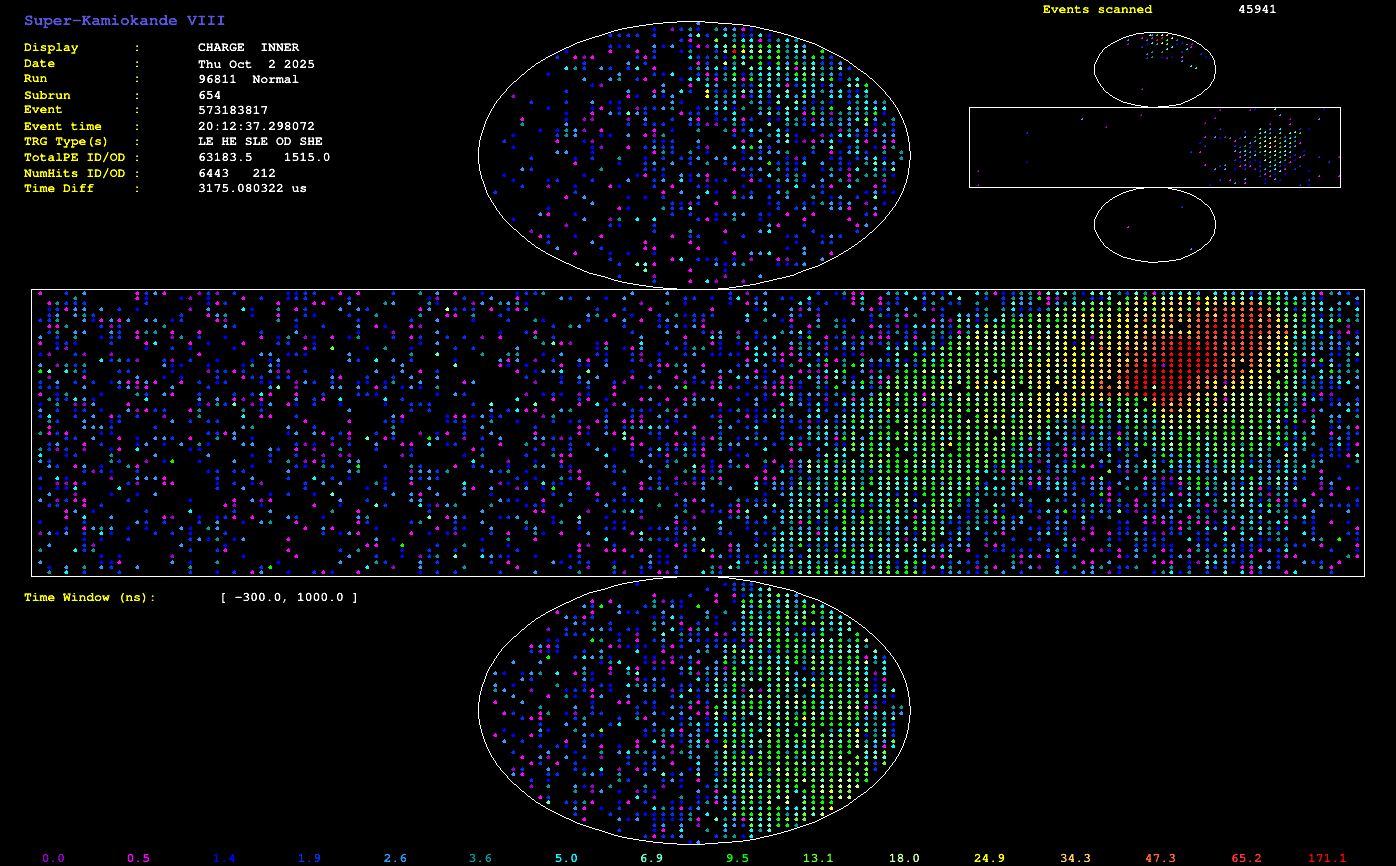 Super-Kamiokande VIII
Events scanned 45941
Display : CHARGE INNER
Date : Thu Oct 2 2025
Run : 96811 Normal
Subrun : 654
Event : 573183817
Event time : 20:12:37.298072
TRG Type(s) : LE HE SLE OD SHE
TotalPE ID/OD : 63183.5 1515.0
NumHits ID/OD : 6443 212
Time Diff : 3175.080322 us
Time Window (ns): [ -300.0, 1000.0 ]
0.0 0.5 1.4 1.9 2.6 3.6 5.0 6.9 9.5 13.1 18.0 24.9 34.3 47.3 65.2 171.1